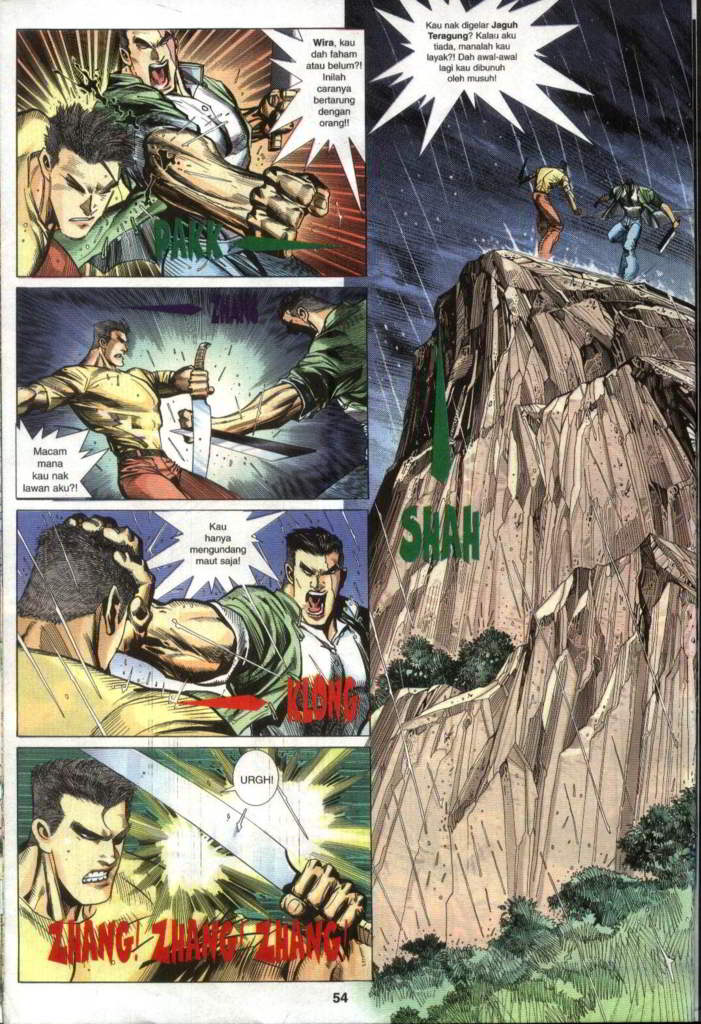 Wira, kau
dah faham
atau belum?!
Inilah
caranya
bertarung
dengan
orang!!
PAKK
ZHANG
Macam
mana
kau nak
lawan aku?!
Kau
hanya
mengundang
maut saja!
KLONG
URGH!
ZHANG! ZHANG! ZHANG!
Kau nak digelar Jaguh
Teragung? Kalau aku
tiada, manalah kau
layak?! Dah awal-awal
lagi kau dibunuh
oleh musuh!
SHAH
54